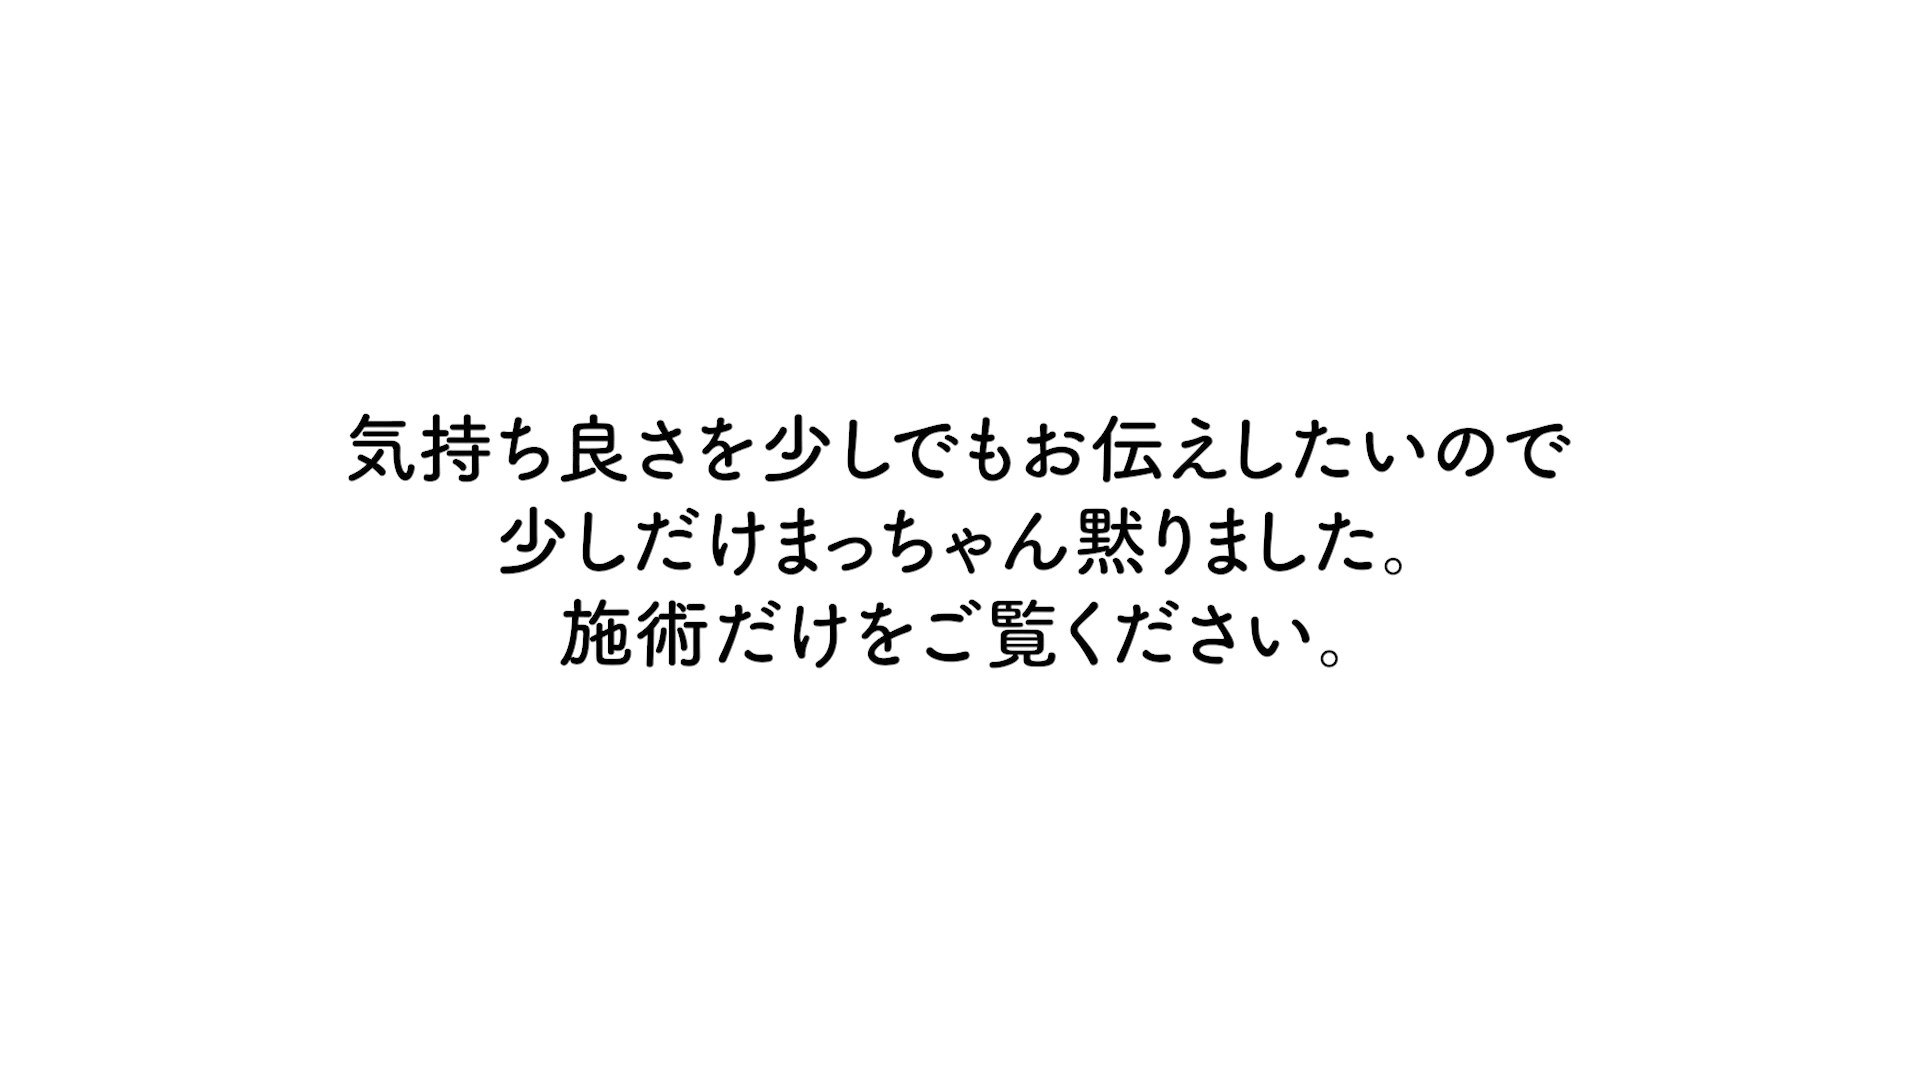 気持ち良さを少しでもお伝えしたいので
少しだけまっちゃん黙りました。
施術だけをご覧ください。